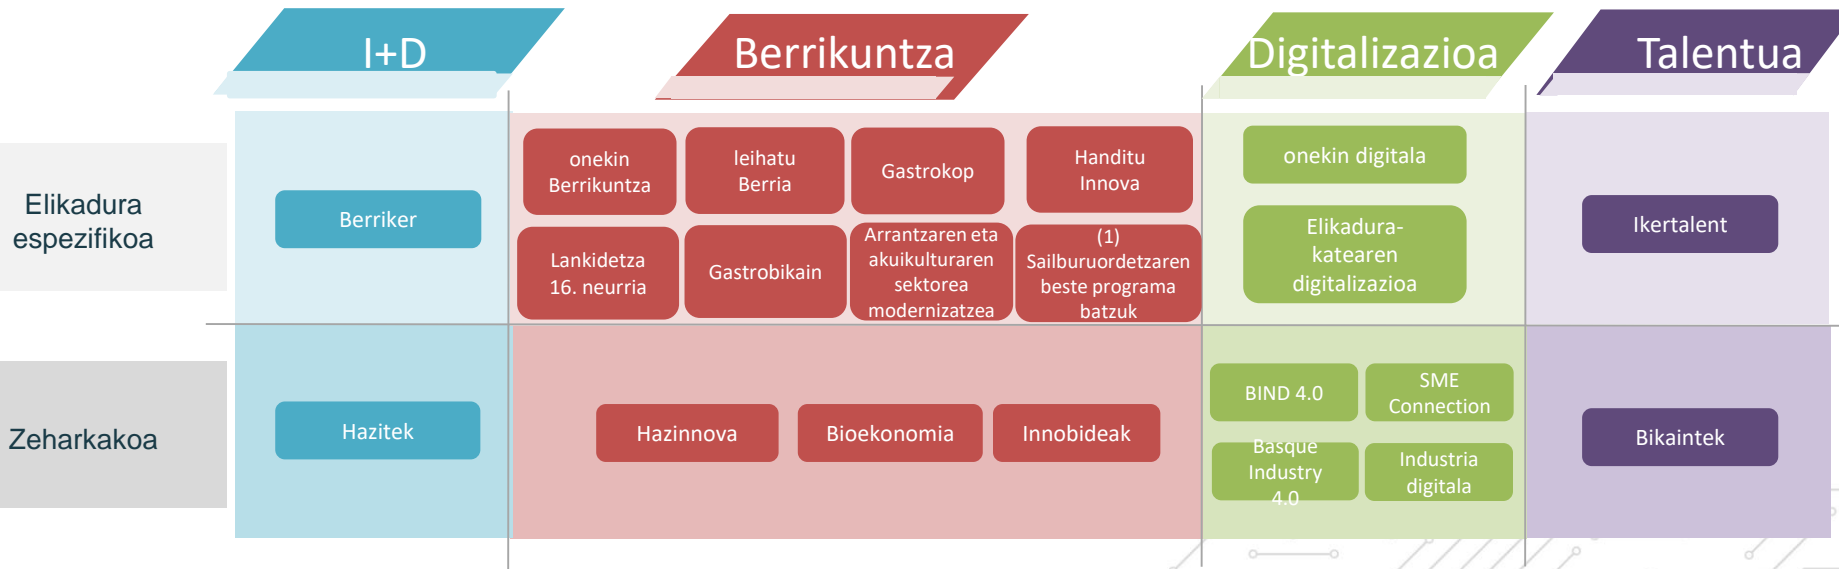 I+D
Berrikuntza
Digitalizazioa
Talentua
Elikadura
espezifikoa
Berriker
onekin
Berrikuntza
leihatu
Berria
Gastrokop
Handitu
Innova
Lankidetza
16. neurria
Gastrobikain
Arrantzaren eta
akuikulturaren
sektorea
modernizatzea
(1)
Sailburuordetzaren
beste programa
batzuk
onekin digitala
Elikadura-
katearen
digitalizazioa
Ikertalent
Zeharkakoa
Hazitek
Hazinnova
Bioekonomia
Innobideak
BIND 4.0
SME
Connection
Basque
Industry
4.0
Industria
digitala
Bikaintek